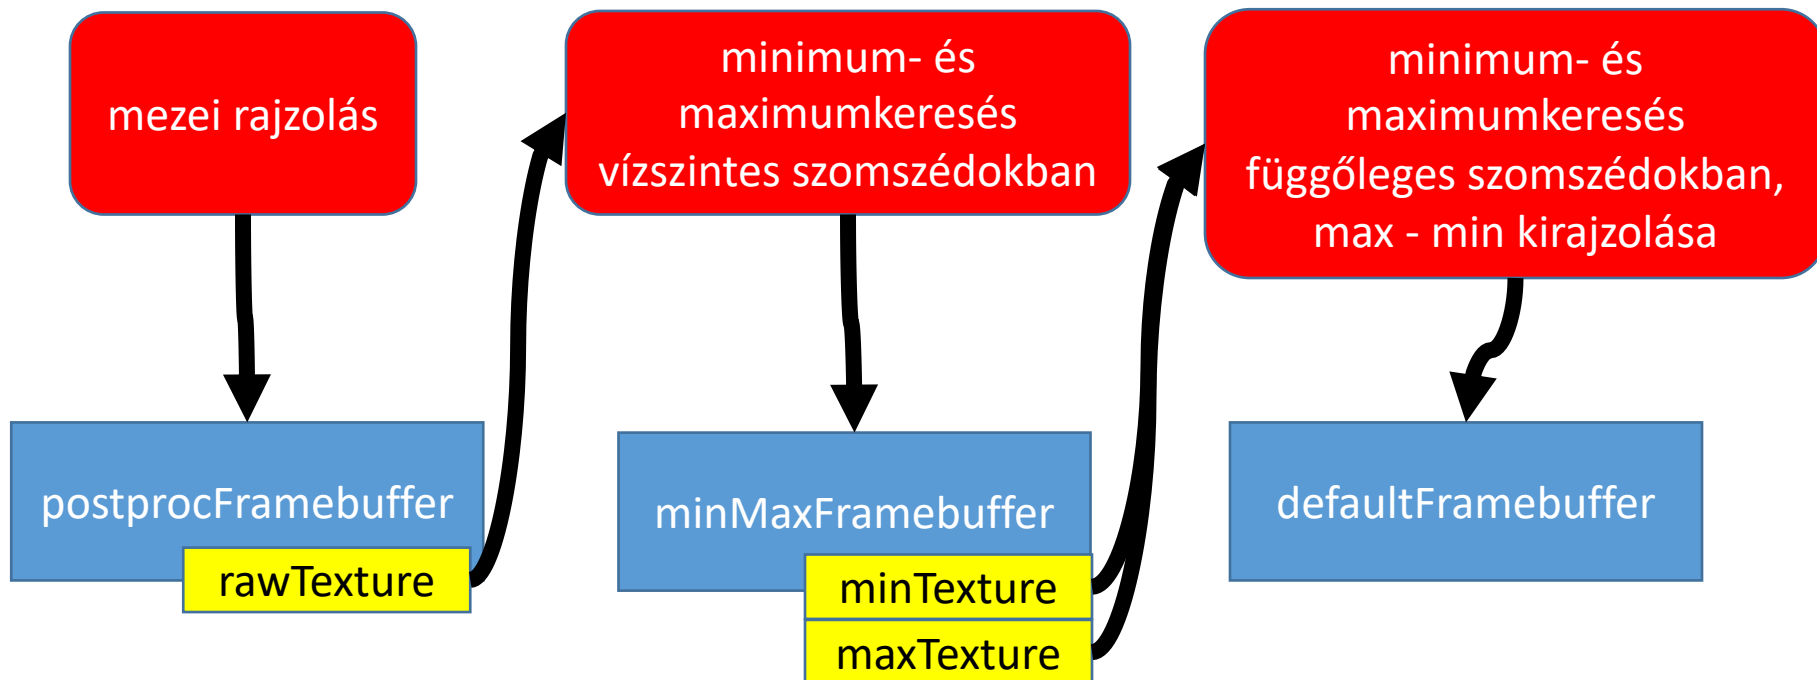 mezei rajzolás
minimum- és
maximumkeresés
vízszintes szomszédokban
minimum- és
maximumkeresés
függőleges szomszédokban,
max - min kirajzolása
postprocFramebuffer
rawTexture
minMaxFramebuffer
minTexture
maxTexture
defaultFramebuffer